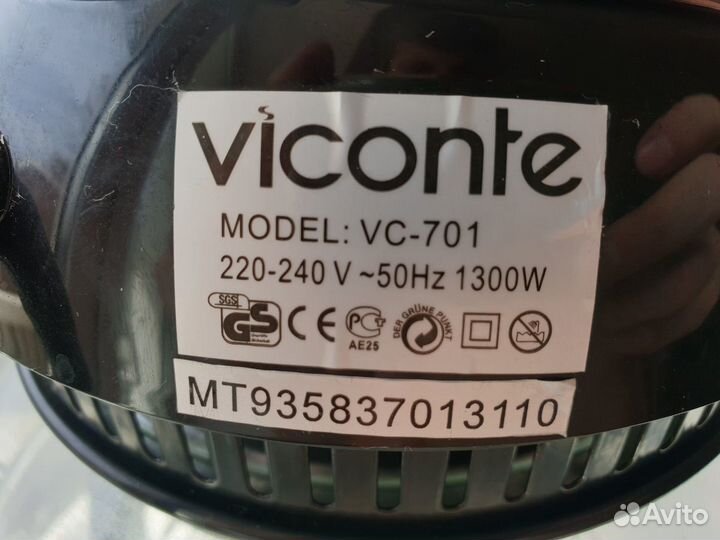 viconte
MODEL: VC-701
220-240 V ~50Hz 1300W
SGS
GS
CE
PC
AE25
DER GRÜNE PUNKT
MT935837013110
Avito